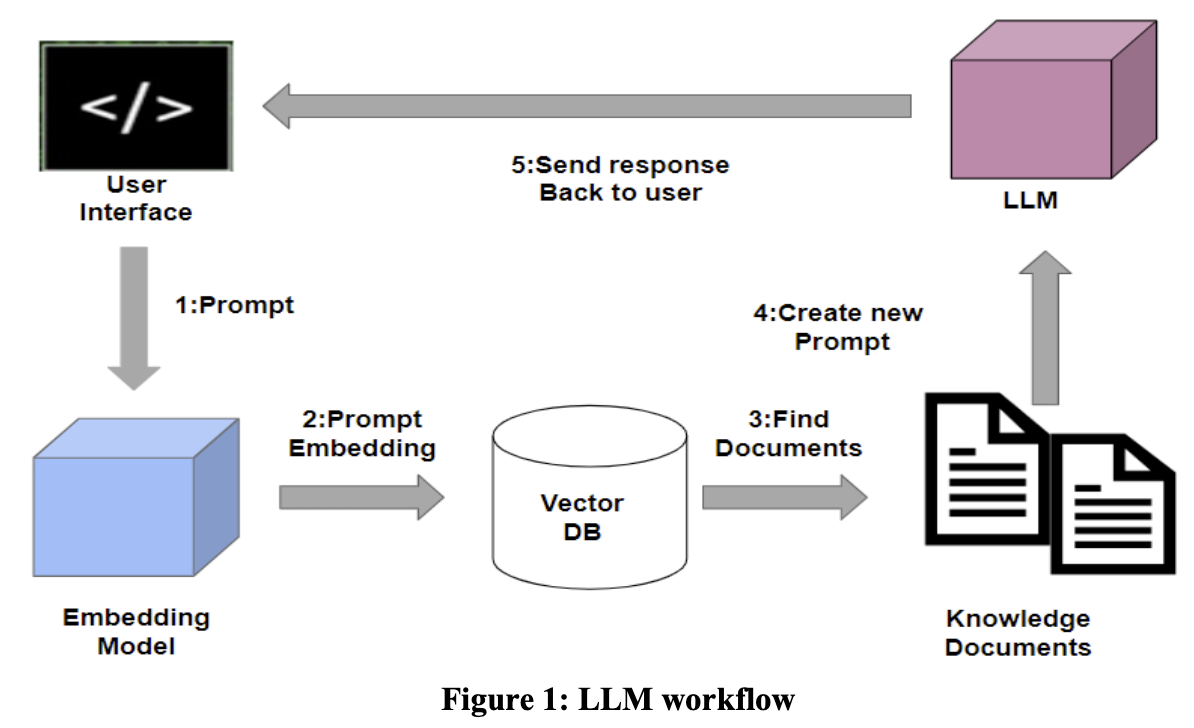 </>
User
Interface
5:Send response
Back to user
LLM
1:Prompt
4:Create new
Prompt
2:Prompt
Embedding
3:Find
Documents
Vector
DB
Embedding
Model
Knowledge
Documents
Figure 1: LLM workflow